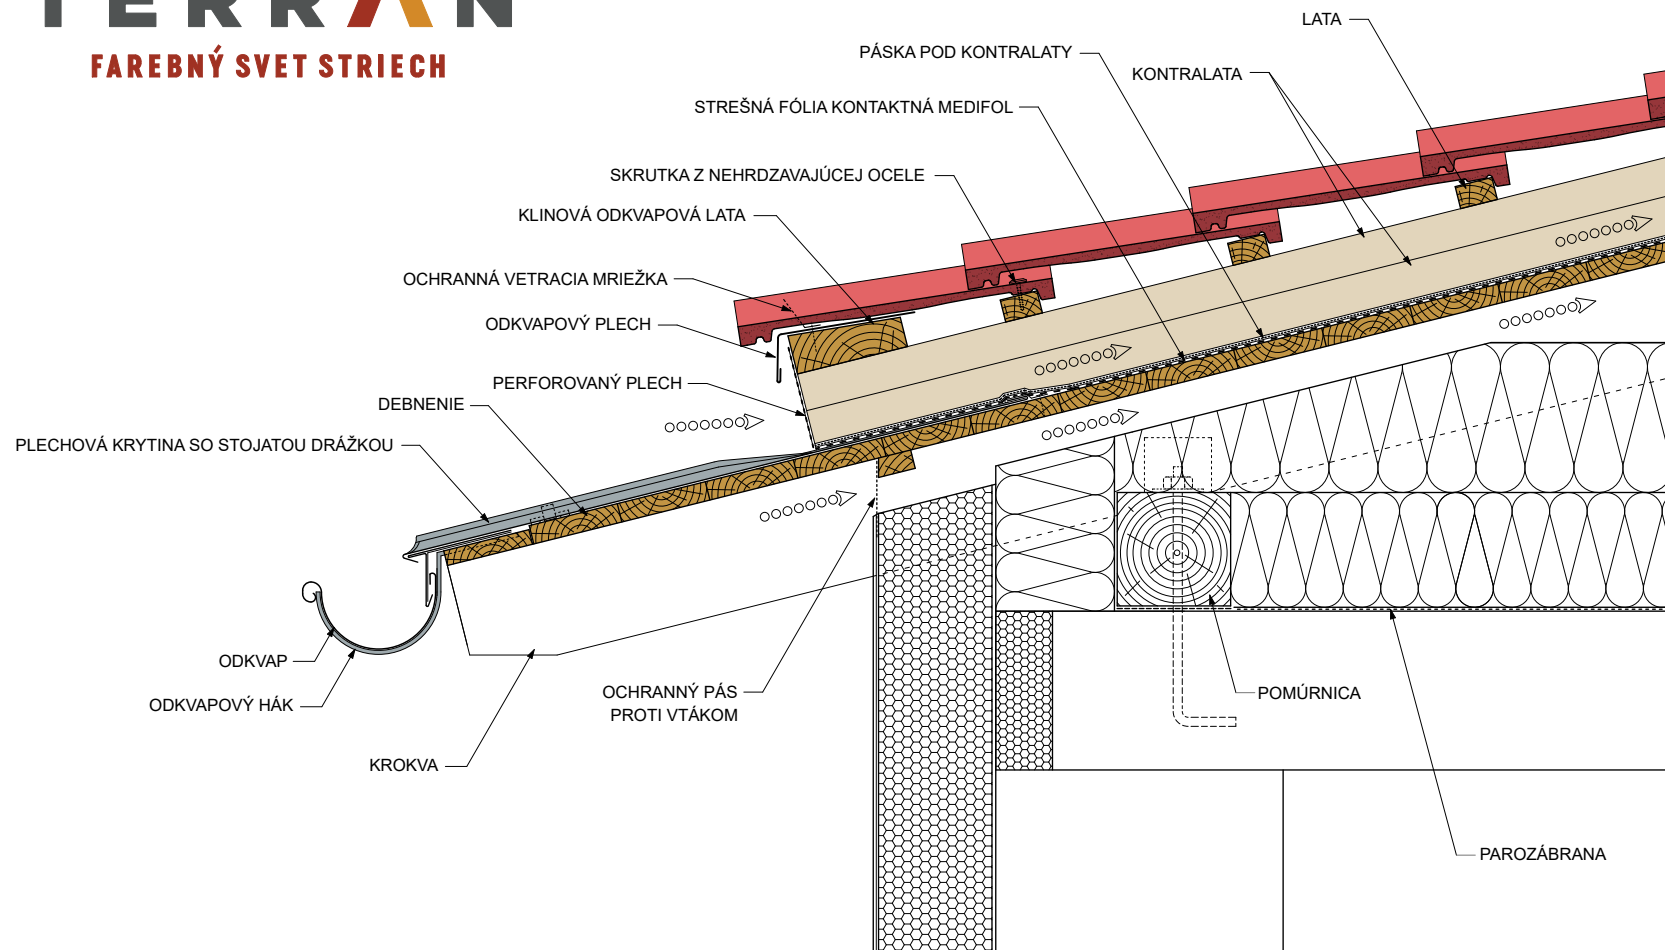 TERRAN
FAREBNÝ SVET STRIECH
LATA
PÁSKA POD KONTRALATY
KONTRALATA
STREŠNÁ FÓLIA KONTAKTNÁ MEDIFOL
SKRUTKA Z NEHRDZAVAJÚCEJ OCELE
KLINOVÁ ODKVAPOVÁ LATA
OCHRANNÁ VETRACIA MRIEŽKA
ODKVAPOVÝ PLECH
PERFOROVANÝ PLECH
DEBNENIE
PLECHOVÁ KRYTINA SO STOJATOU DRÁŽKOU
ODKVAP
ODKVAPOVÝ HÁK
KROKVA
OCHRANNÝ PÁS
PROTI VTÁKOM
POMÚRNICA
PAROZÁBRANA